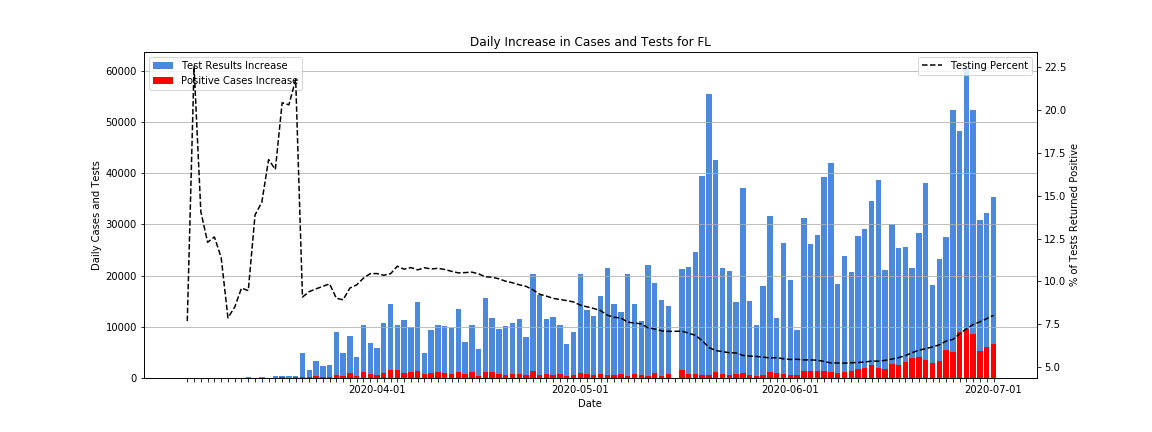 Daily Increase in Cases and Tests for FL
Test Results Increase
Positive Cases Increase
Testing Percent
60000
50000
40000
30000
20000
10000
0
Daily Cases and Tests
22.5
20.0
17.5
15.0
12.5
10.0
7.5
5.0
% of Tests Returned Positive
2020-04-01
2020-05-01
2020-06-01
2020-07-01
Date